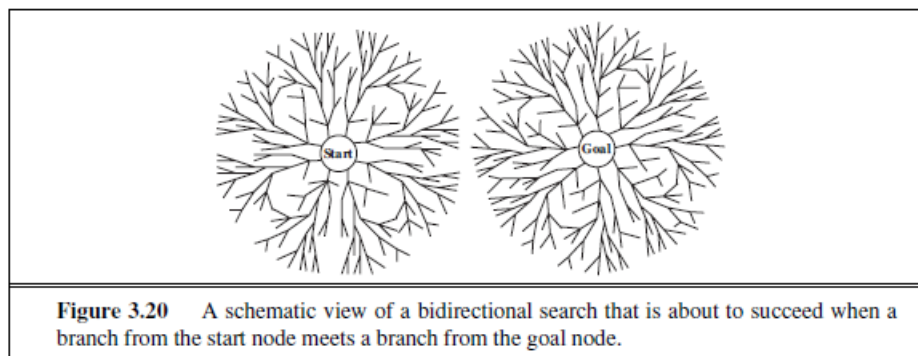 Start
Goal
Figure 3.20 A schematic view of a bidirectional search that is about to succeed when a
branch from the start node meets a branch from the goal node.